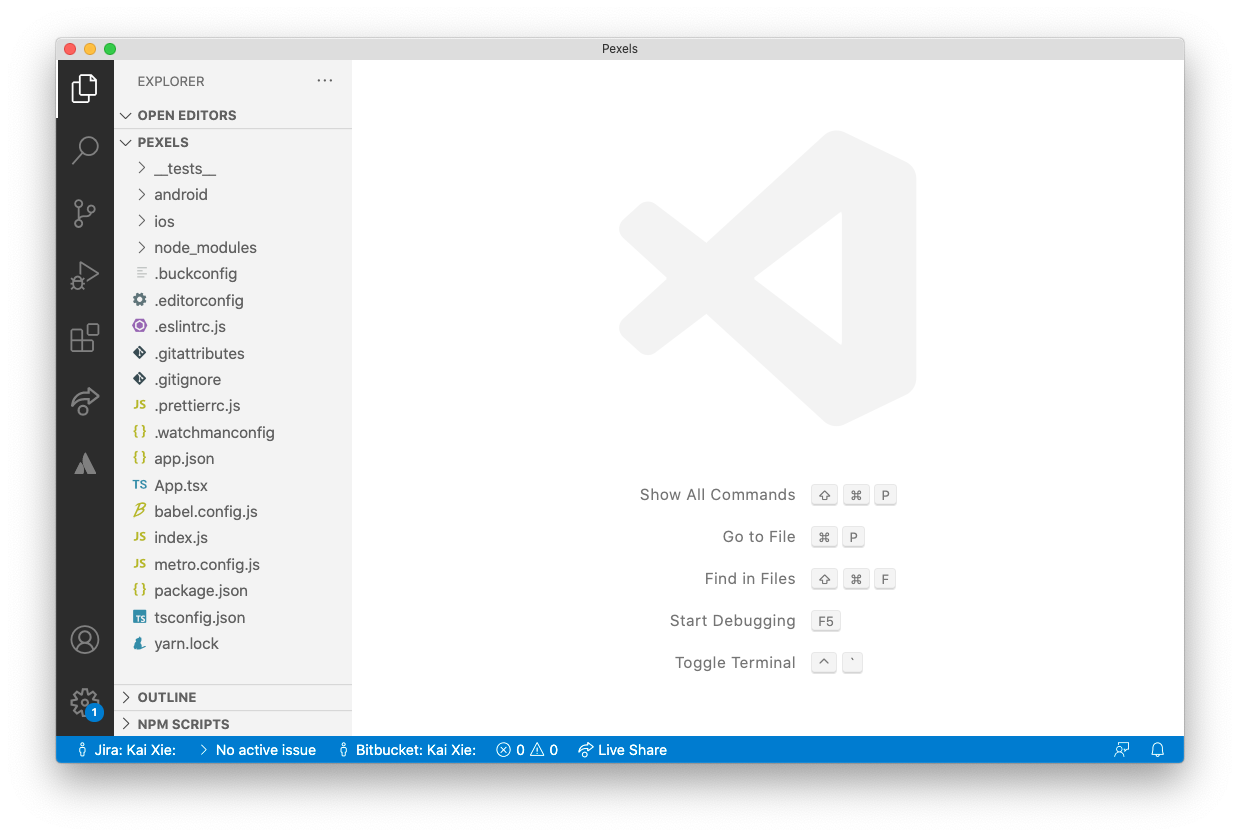 Pexels
EXPLORER
OPEN EDITORS
PEXELS
__tests__
android
ios
node_modules
.buckconfig
.editorconfig
.eslintrc.js
.gitattributes
.gitignore
JS .prettierrc.js
{ } .watchmanconfig
{ } app.json
TS App.tsx
babel.config.js
JS index.js
JS metro.config.js
{ } package.json
TS tsconfig.json
yarn.lock
OUTLINE
NPM SCRIPTS
1
Show All Commands ⇧ ⌘ P
Go to File ⌘ P
Find in Files ⇧ ⌘ F
Start Debugging F5
Toggle Terminal ^ `
Jira: Kai Xie: No active issue Bitbucket: Kai Xie: 0 0 Live Share